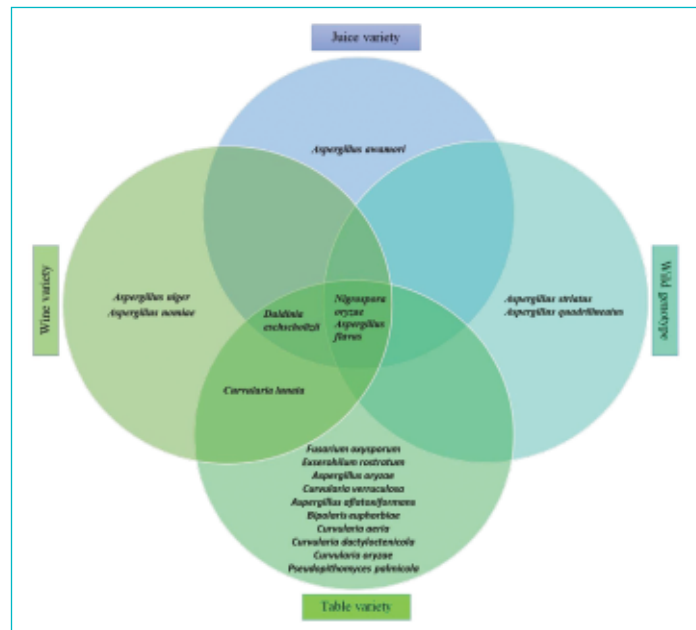 Juice variety
Aspergillus awamori
Wine variety
Aspergillus niger
Aspergillus nomiae
Daldinia
eschscholtzii
Nigrospora
oryzae
Aspergillus
flavus
Aspergillus striatus
Aspergillus quadrilineatus
Wild genotype
Curvularia lunata
Fusarium oxysporum
Exserohilum rostratum
Aspergillus oryzae
Curvularia verruculosa
Aspergillus aflatoxiformans
Bipolaris euphorbiae
Curvularia aeria
Curvularia dactyloctenicola
Curvularia oryzae
Pseudopithomyces palmicola
Table variety